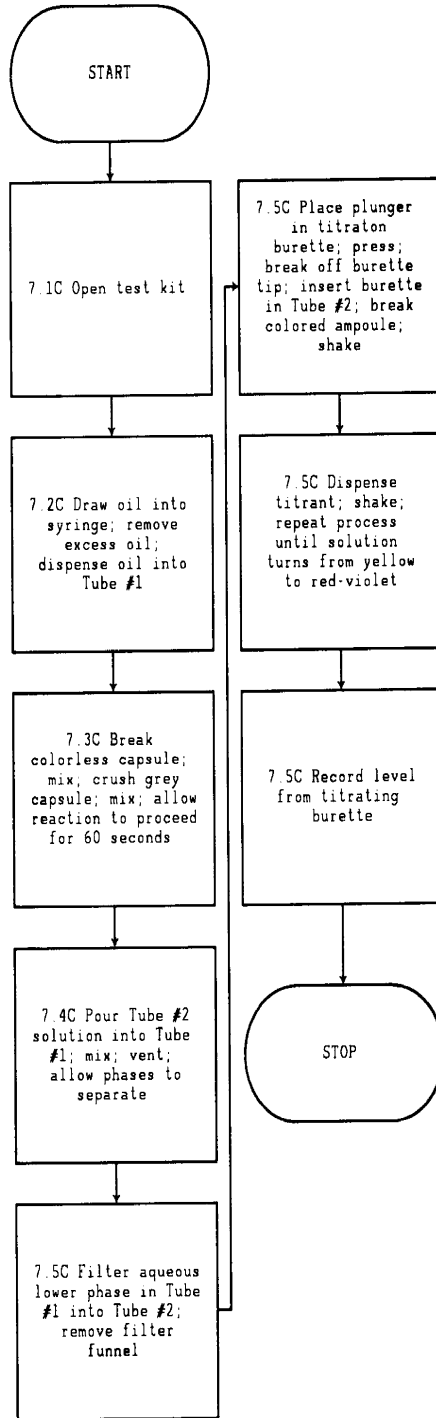 START
7.1C Open test kit
7.2C Draw oil into
syringe; remove
excess oil;
dispense oil into
Tube #1
7.3C Break
colorless capsule;
mix; crush grey
capsule; mix; allow
reaction to proceed
for 60 seconds
7.4C Pour Tube #2
solution into Tube
#1; mix; vent;
allow phases to
separate
7.5C Filter aqueous
lower phase in Tube
#1 into Tube #2;
remove filter
funnel
7.5C Place plunger
in titraton
burette; press;
break off burette
tip; insert burette
in Tube #2; break
colored ampoule;
shake
7.5C Dispense
titrant; shake;
repeat process
until solution
turns from yellow
to red-violet
7.5C Record level
from titrating
burette
STOP